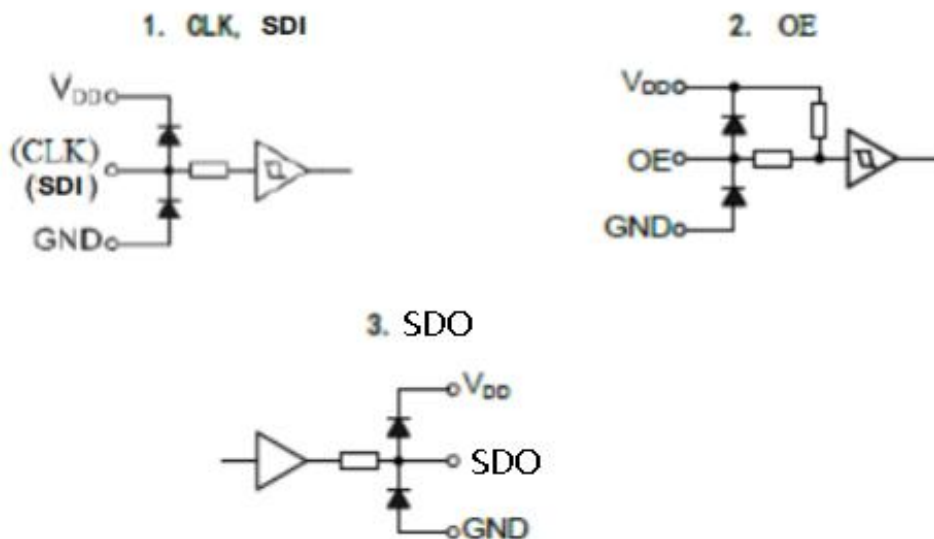 1. CLK, SDI
VDD
(CLK)
(SDI)
GND
2. OE
VDD
OE
GND
3. SDO
VDD
SDO
GND